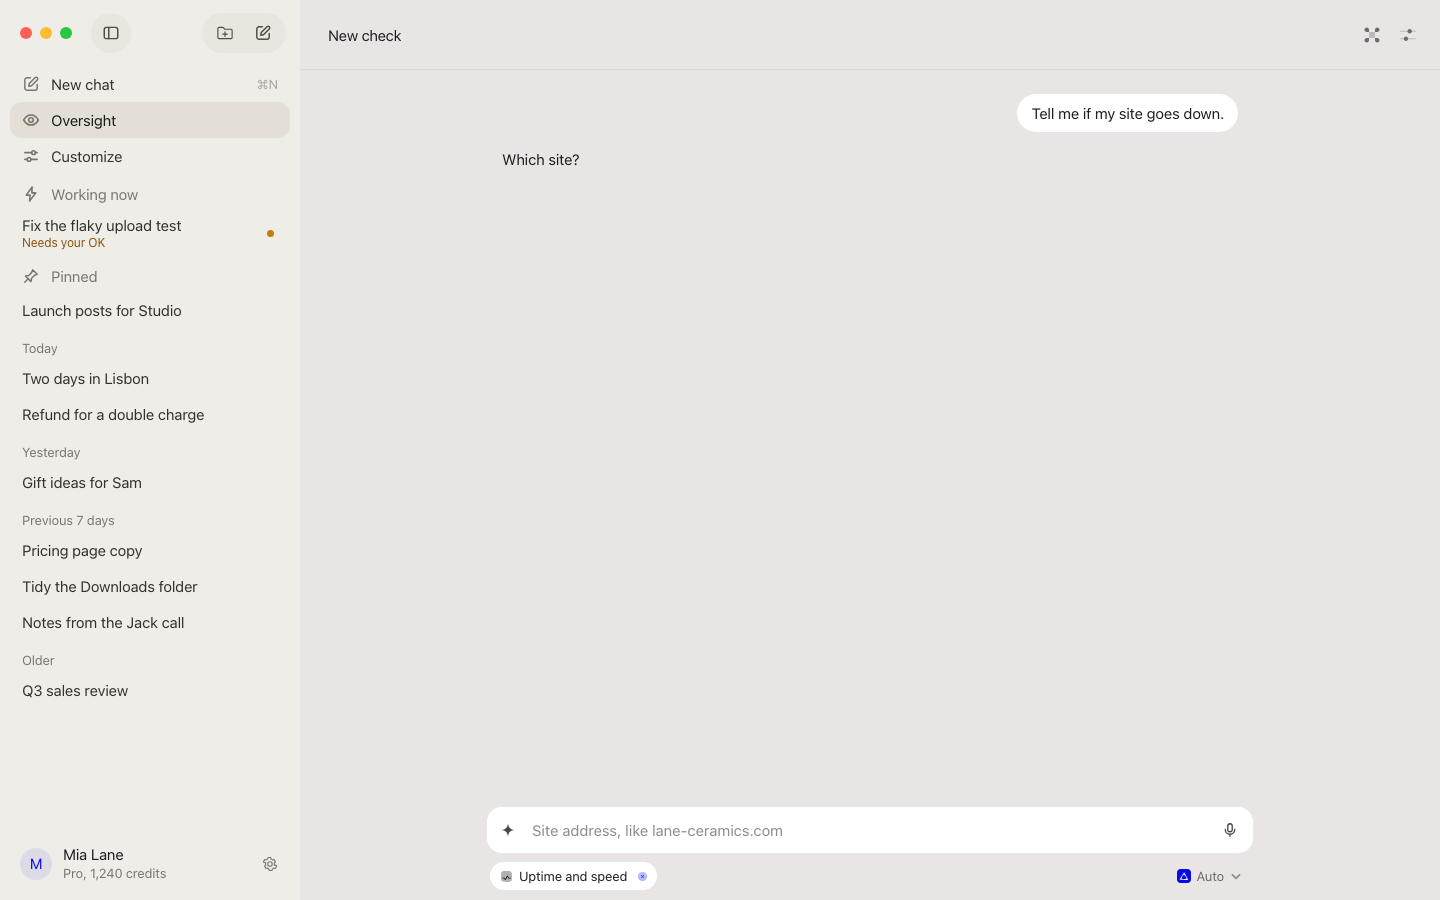 New chat
⌘N
Oversight
Customize
Working now
Fix the flaky upload test
Needs your OK
Pinned
Launch posts for Studio
Today
Two days in Lisbon
Refund for a double charge
Yesterday
Gift ideas for Sam
Previous 7 days
Pricing page copy
Tidy the Downloads folder
Notes from the Jack call
Older
Q3 sales review
M
Mia Lane
Pro, 1,240 credits
New check
Tell me if my site goes down.
Which site?
Site address, like lane-ceramics.com
Uptime and speed
Auto